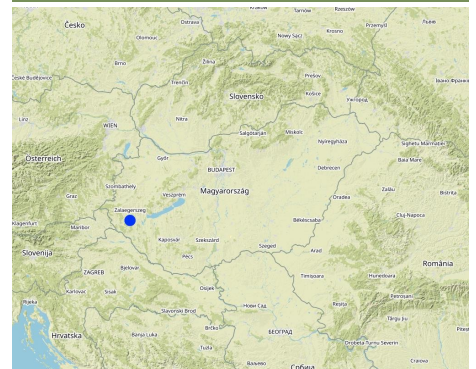 Kraków
Tarnów
Rzeszów
Ostrava
Česko
Olomouc
Nowy Sącz
Krosno
Przemyśl
Львів
Žilina
Brno
Trenčín
Prešov
České Budějovice
Slovensko
Košice
Івано-Франк
Ужгород
Linz
Nitra
WIEN
Salgótarján
Miskolc
Győr
Nyíregyháza
Sighetu Marmației
Österreich
BUDAPEST
Debrecen
Baia Mare
Szombathely
Veszprém
Magyarország
Oradea
Zalău
Bistrița
Graz
Zalaegerszeg
Klagenfurt
Maribor
Kaposvár
Szekszárd
Békéscsaba
Cluj-Napoca
Slovenija
Pécs
Szeged
Arad
ZAGREB
Bjelovar
Timișoara
Hunedoara
România
Karlovac
Sisak
Osijek
Petroșani
Rijeka
Slavonski Brod
Нови Сад
Reșița
Târgu Jiu
Hrvatska
Banja Luka
Brčko
БЕОГРАД
Drobeta-Turnu Severin
Tuzla
Ваљево
Србија
Craiova